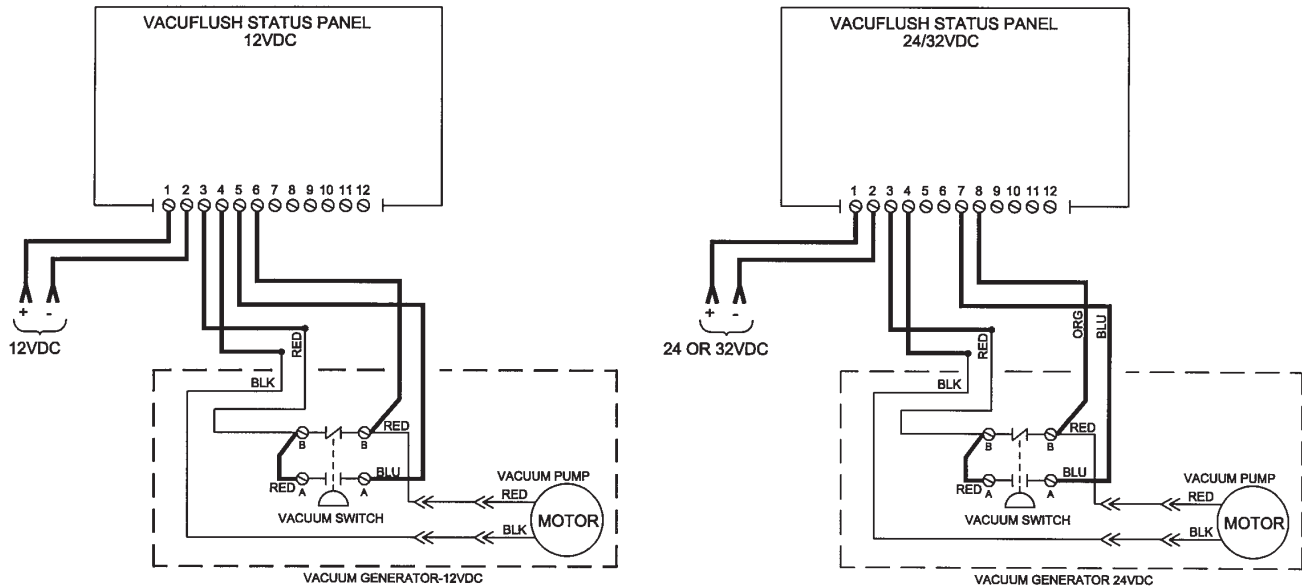 VACUFLUSH STATUS PANEL
12VDC
1 2 3 4 5 6 7 8 9 10 11 12
+ -
12VDC
RED
BLK
RED
B B
RED
BLU
A A
VACUUM SWITCH
VACUUM PUMP
RED
MOTOR
BLK
VACUUM GENERATOR-12VDC
VACUFLUSH STATUS PANEL
24/32VDC
1 2 3 4 5 6 7 8 9 10 11 12
+ -
24 OR 32VDC
RED
ORG
BLU
BLK
RED
B B
RED
BLU
A A
VACUUM SWITCH
VACUUM PUMP
RED
MOTOR
BLK
VACUUM GENERATOR 24VDC